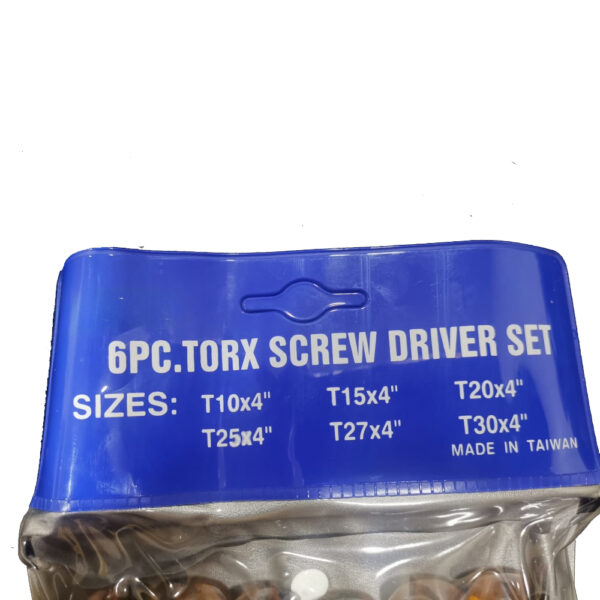 6PC.TORX SCREW DRIVER SET
SIZES: T10x4" T15x4" T20x4"
T25x4" T27x4" T30x4"
MADE IN TAIWAN